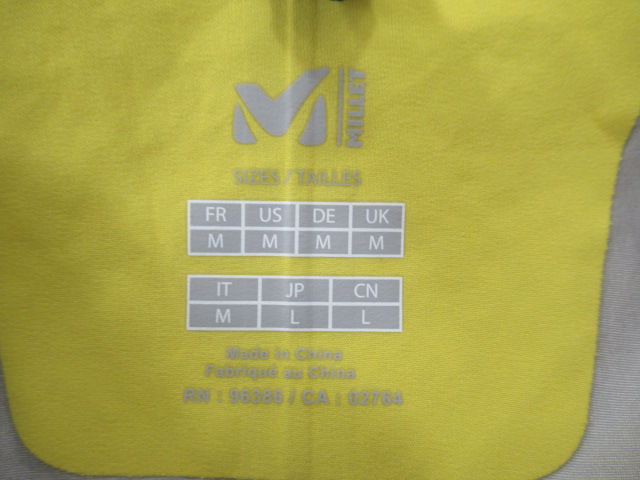 MILLET
SIZES / TAILLES
FR US DE UK
M M M M
IT JP CN
M L L
Made in China
Fabriqué au China
RN : 96286 / CA : 02764